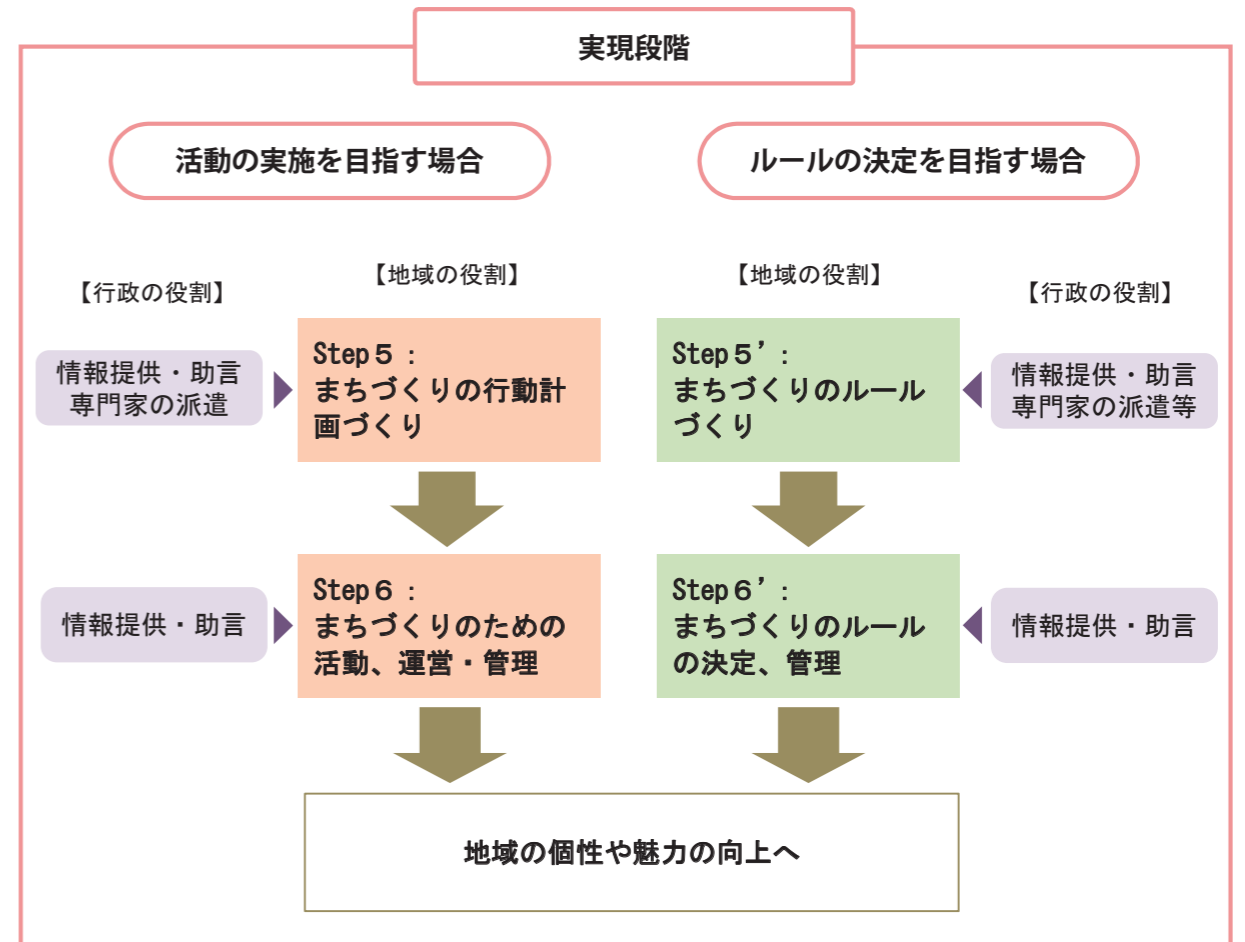 実現段階
活動の実施を目指す場合
ルールの決定を目指す場合
【行政の役割】
【地域の役割】
【地域の役割】
【行政の役割】
情報提供・助言
専門家の派遣
Step５：
まちづくりの行動計
画づくり
Step５’：
まちづくりのルール
づくり
情報提供・助言
専門家の派遣等
情報提供・助言
Step６：
まちづくりのための
活動、運営・管理
Step６’：
まちづくりのルール
の決定、管理
情報提供・助言
地域の個性や魅力の向上へ